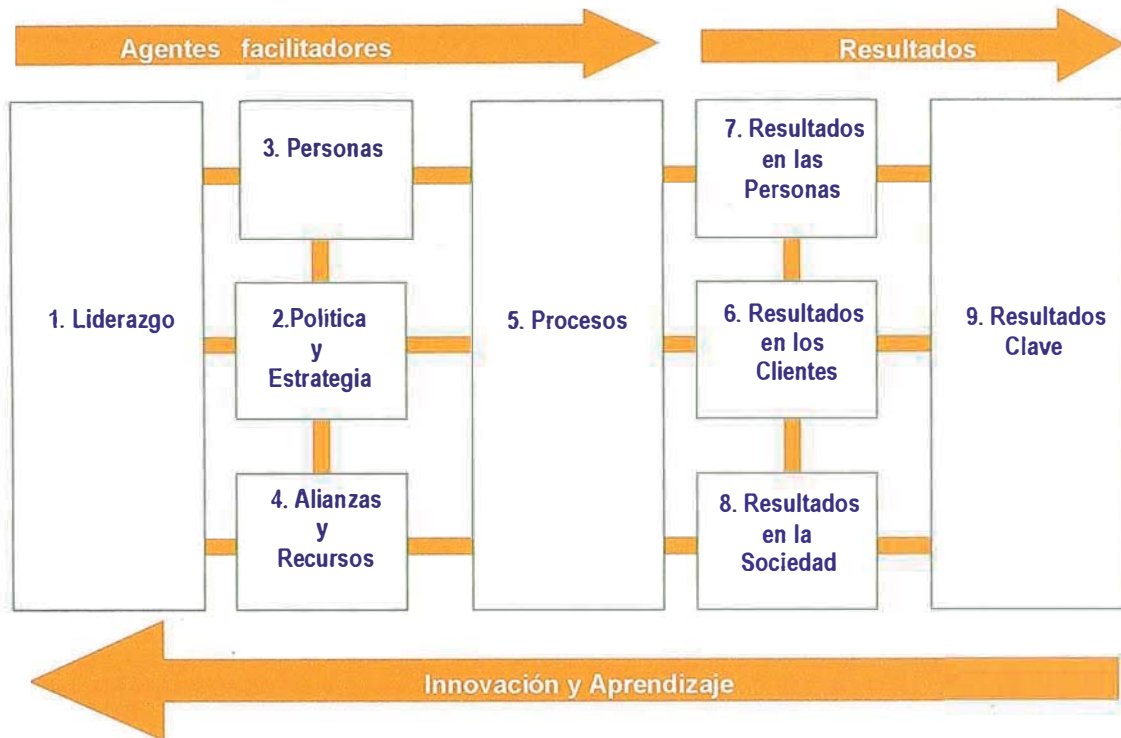 Agentes facilitadores
Resultados
1. Liderazgo
3. Personas
2.Política
y
Estrategia
4. Alianzas
y
Recursos
5. Procesos
7. Resultados
en las
Personas
6. Resultados
en los
Clientes
8. Resultados
en la
Sociedad
9. Resultados
Clave
Innovación y Aprendizaje